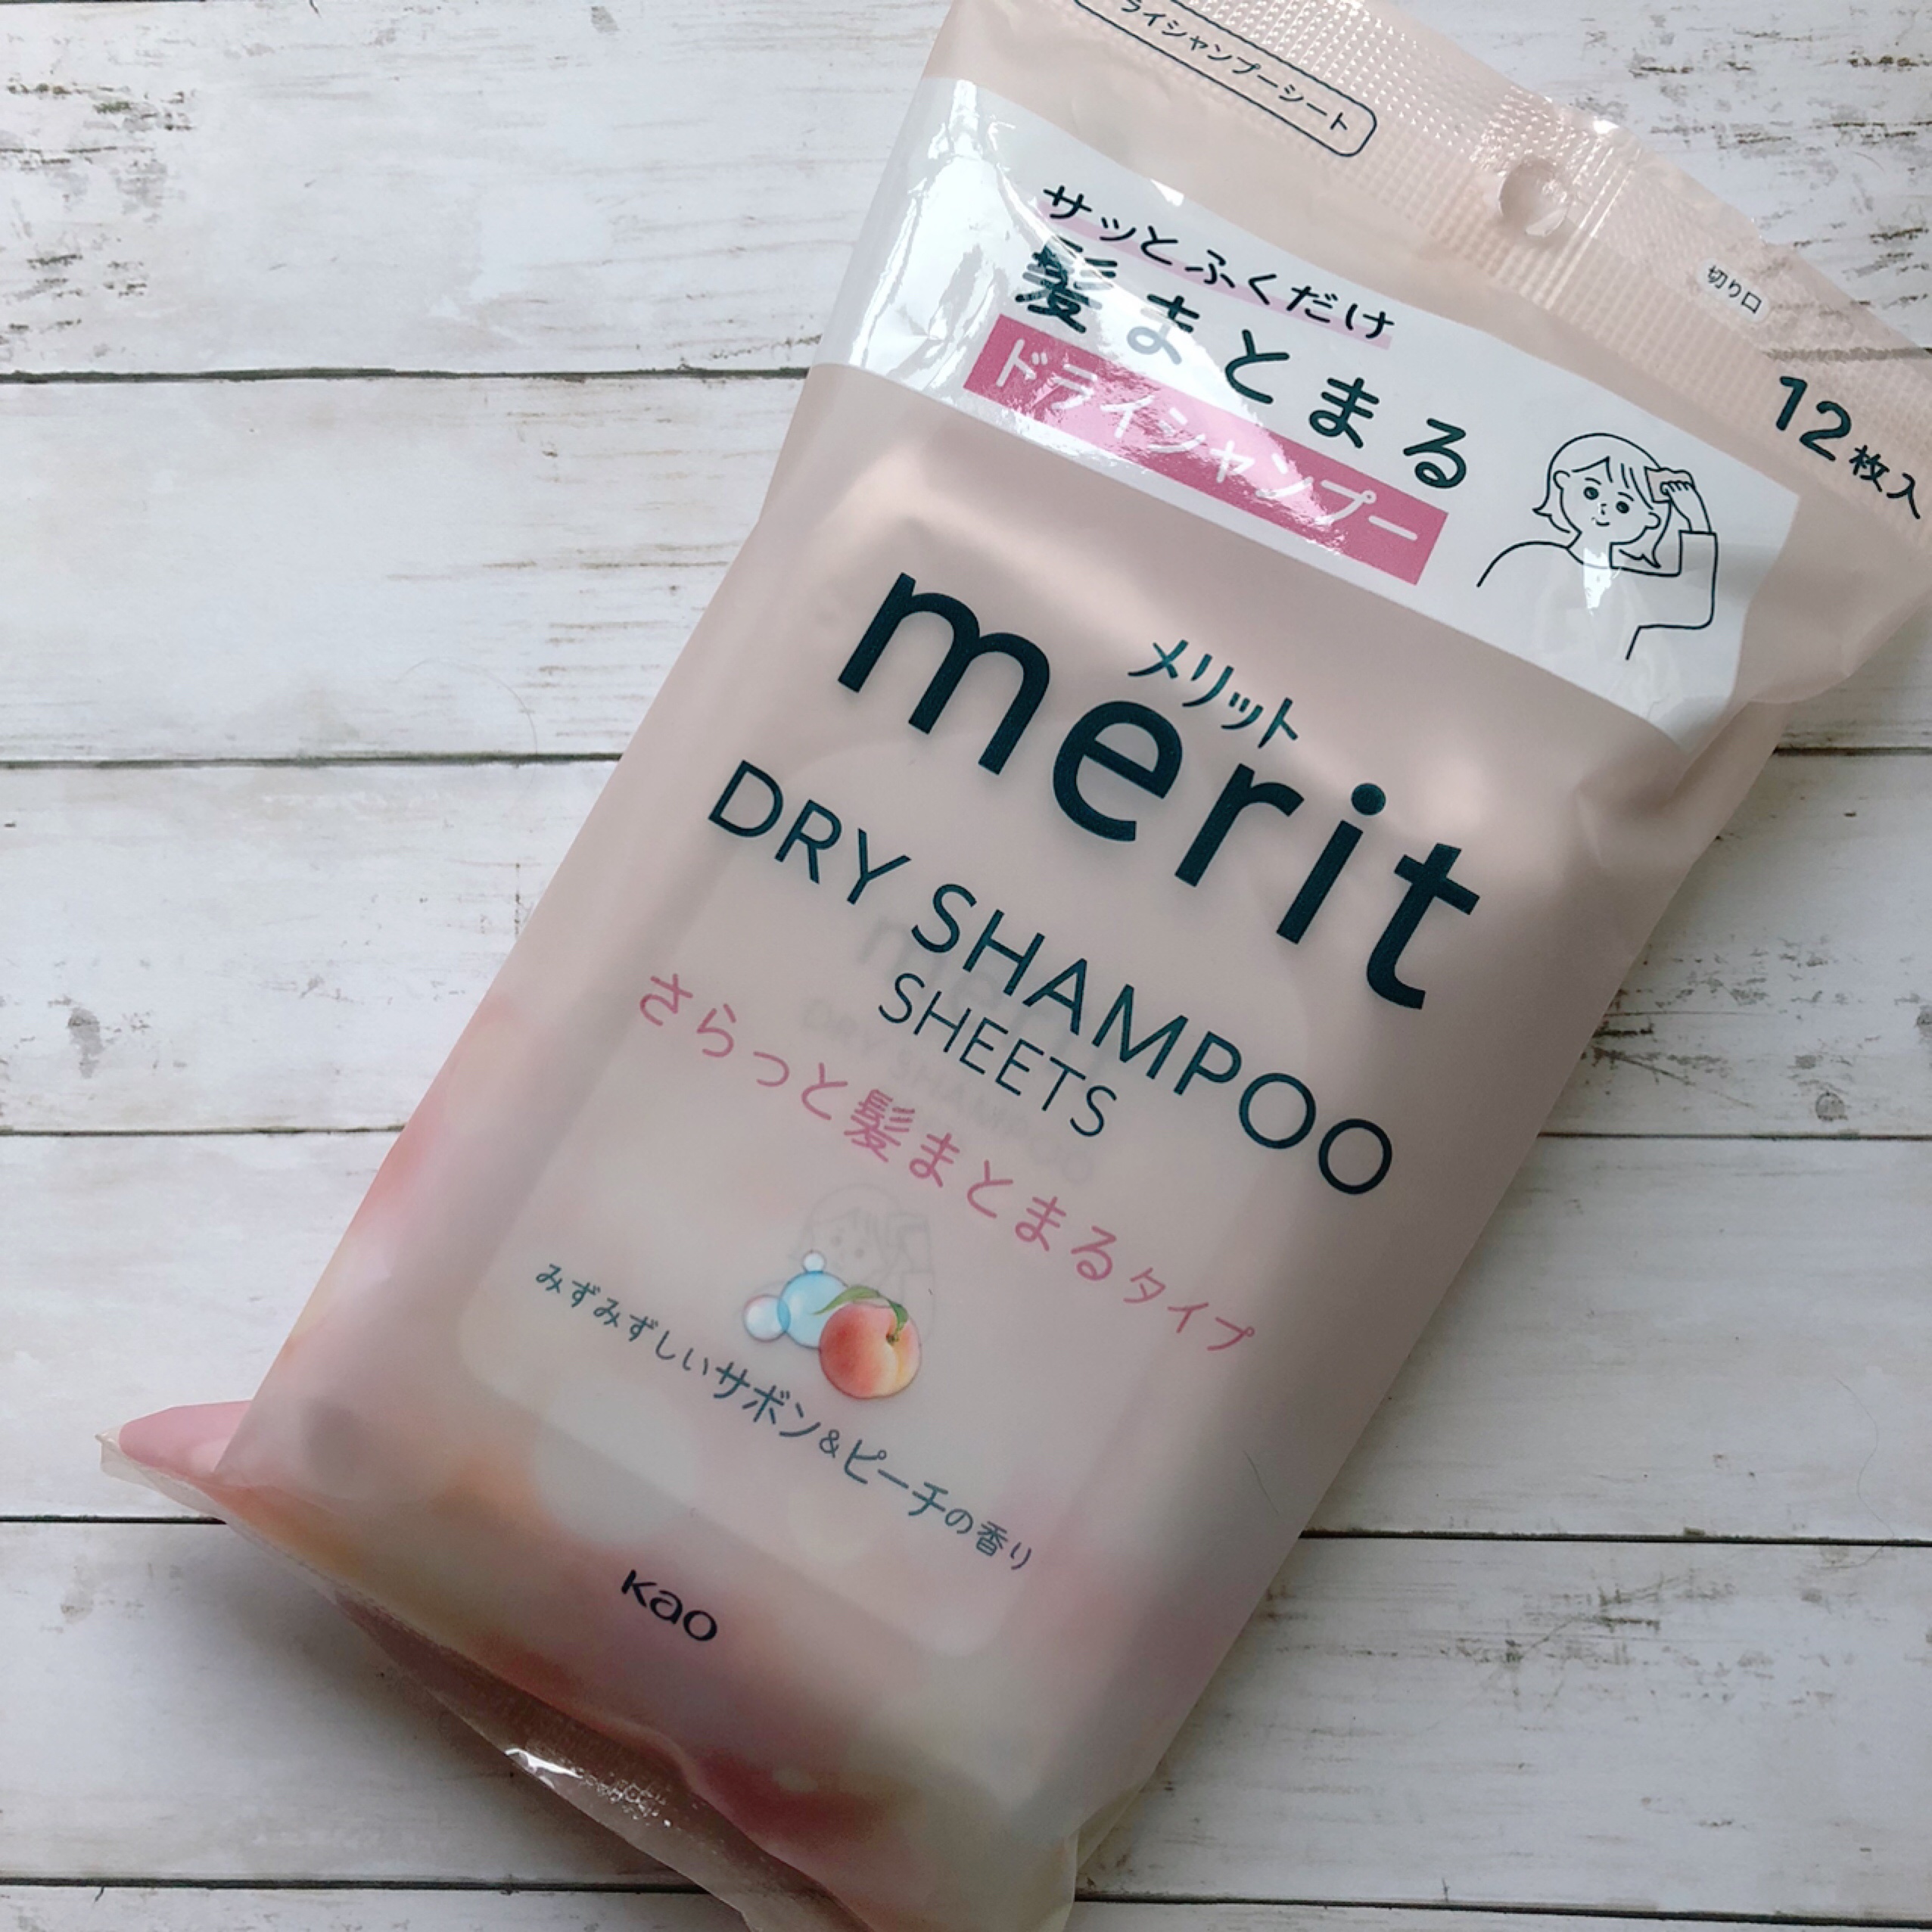 ライシャンプーシート
サッとふくだけ
髪まとまる
ドライシャンプー
切り口
12枚入
メリット
merit
DRY SHAMPOO
SHEETS
さらっと髪まとまるタイプ
みずみずしいサボン&ピーチの香り
Kao